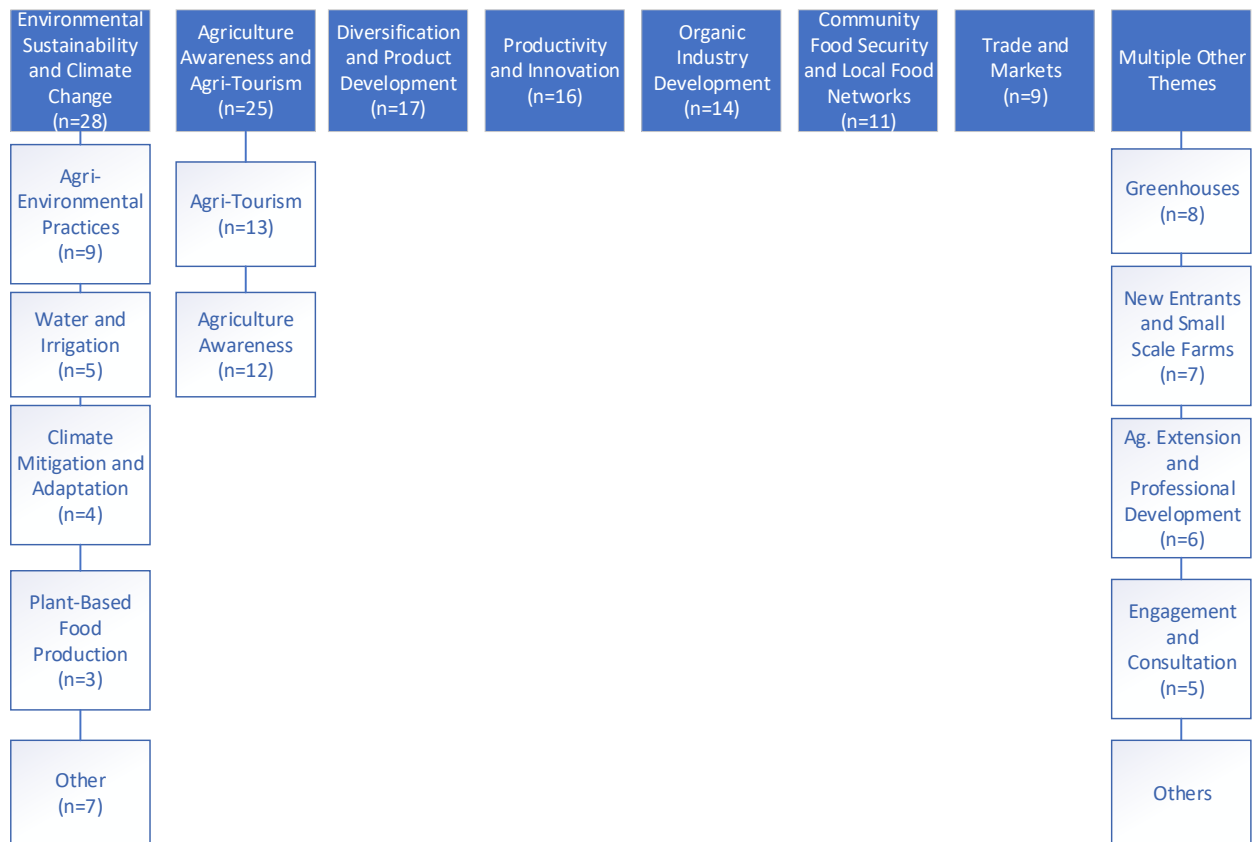 Environmental
Sustainability
and Climate
Change
(n=28)
Agri-
Environmental
Practices
(n=9)
Water and
Irrigation
(n=5)
Climate
Mitigation and
Adaptation
(n=4)
Plant-Based
Food
Production
(n=3)
Other
(n=7)
Agriculture
Awareness and
Agri-Tourism
(n=25)
Agri-Tourism
(n=13)
Agriculture
Awareness
(n=12)
Diversification
and Product
Development
(n=17)
Productivity
and Innovation
(n=16)
Organic
Industry
Development
(n=14)
Community
Food Security
and Local Food
Networks
(n=11)
Trade and
Markets
(n=9)
Multiple Other
Themes
Greenhouses
(n=8)
New Entrants
and Small
Scale Farms
(n=7)
Ag. Extension
and
Professional
Development
(n=6)
Engagement
and
Consultation
(n=5)
Others